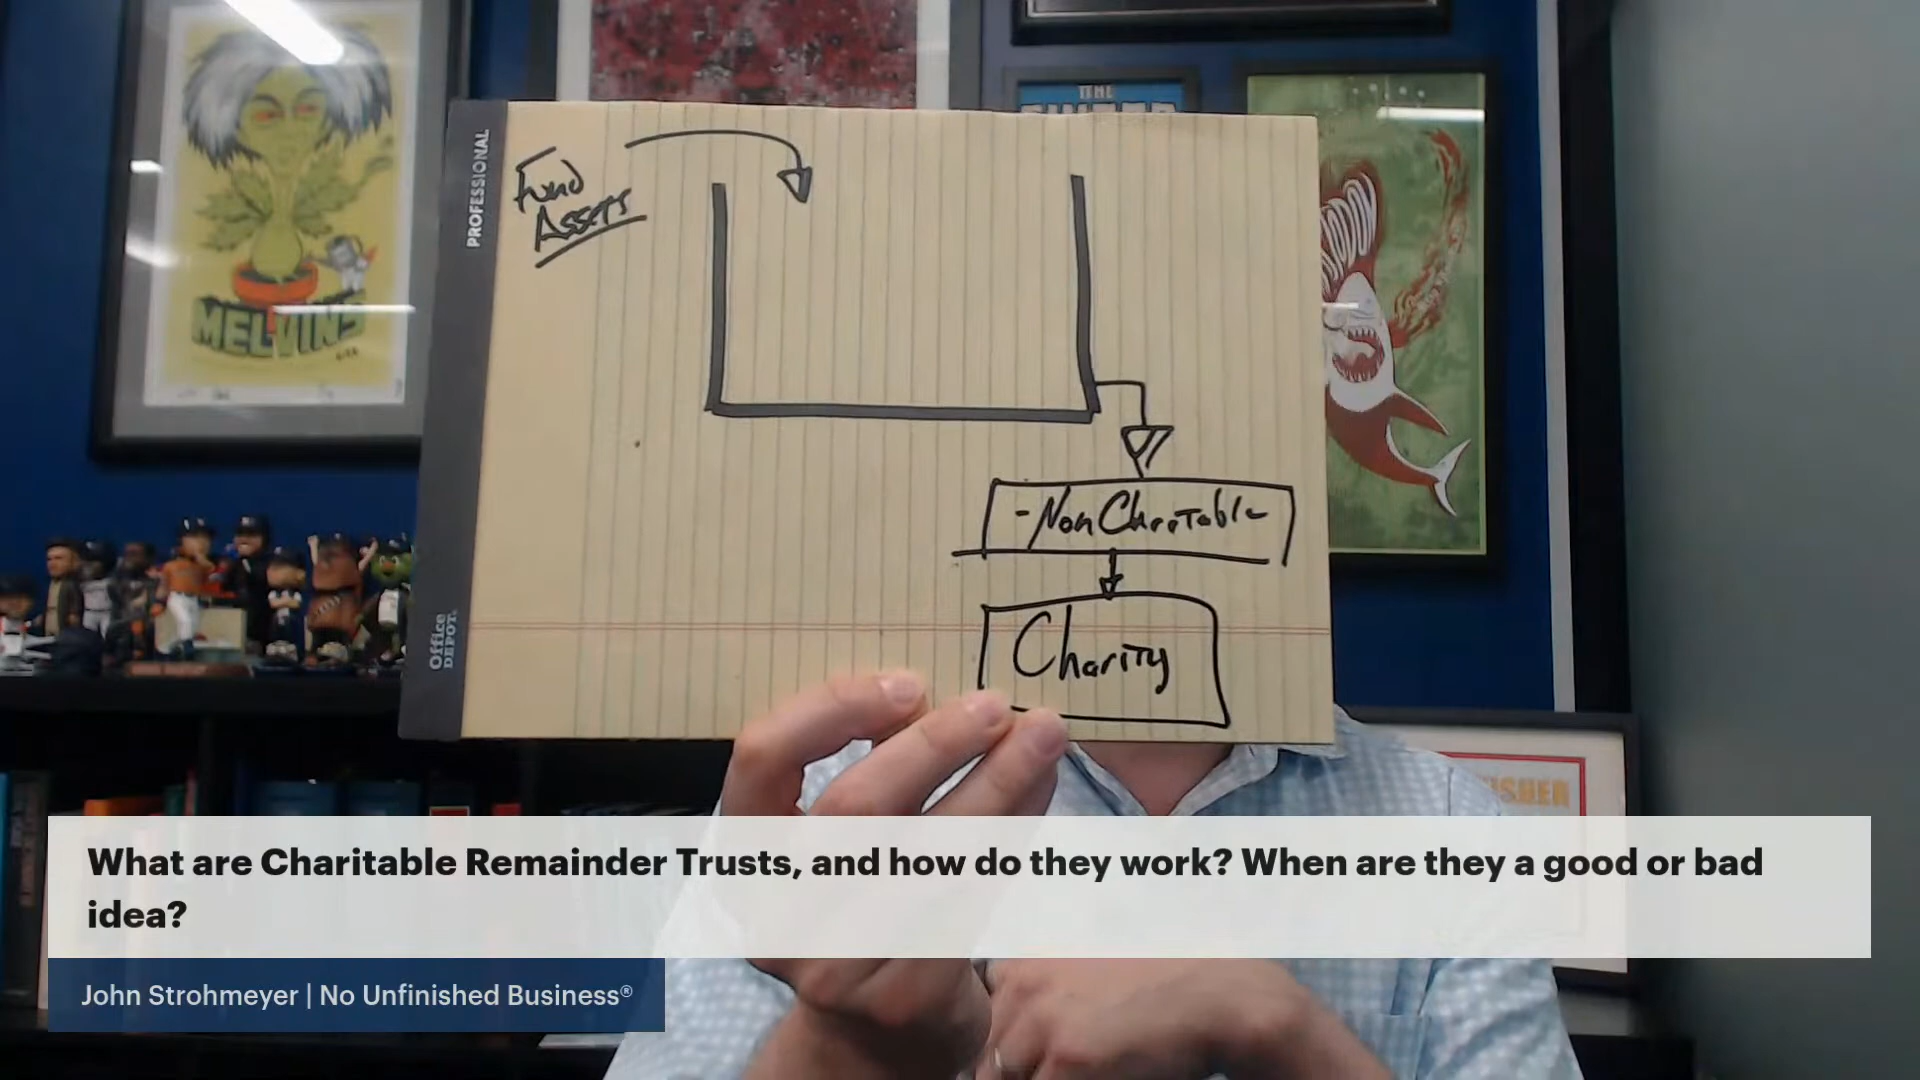 MELVINS
PROFESSIONAL
Office
DEPOT
Fund
Assets
THE
-NonCharitable
Charity
What are Charitable Remainder Trusts, and how do they work? When are they a good or bad
idea?
John Strohmeyer | No Unfinished Business®